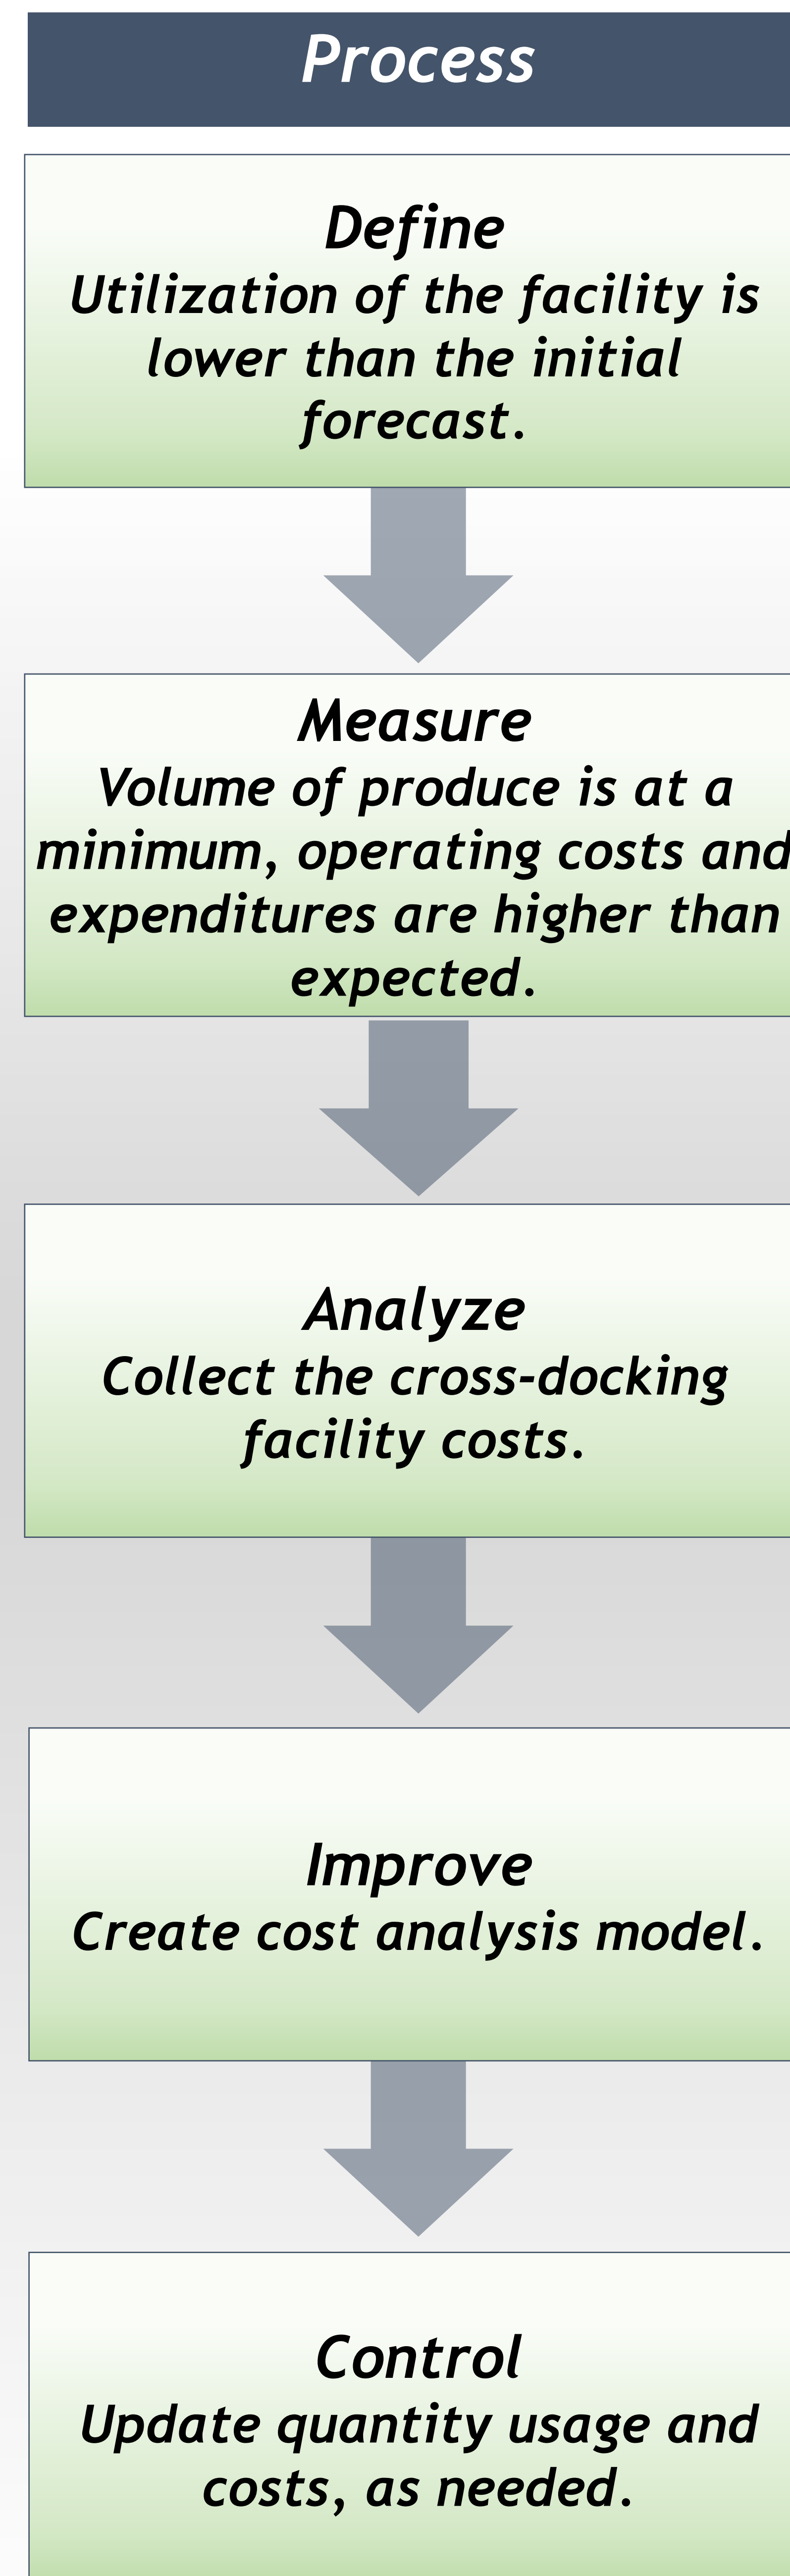 Process
Define
Utilization of the facility is
lower than the initial
forecast.
Measure
Volume of produce is at a
minimum, operating costs and
expenditures are higher than
expected.
Analyze
Collect the cross-docking
facility costs.
Improve
Create cost analysis model.
Control
Update quantity usage and
costs, as needed.